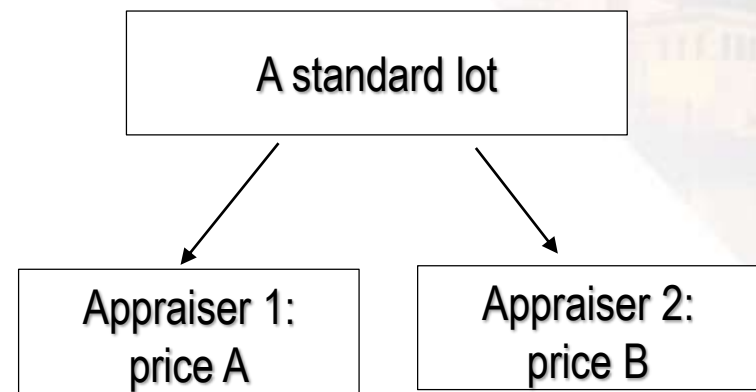 A standard lot
Appraiser 1:
price A
Appraiser 2:
price B